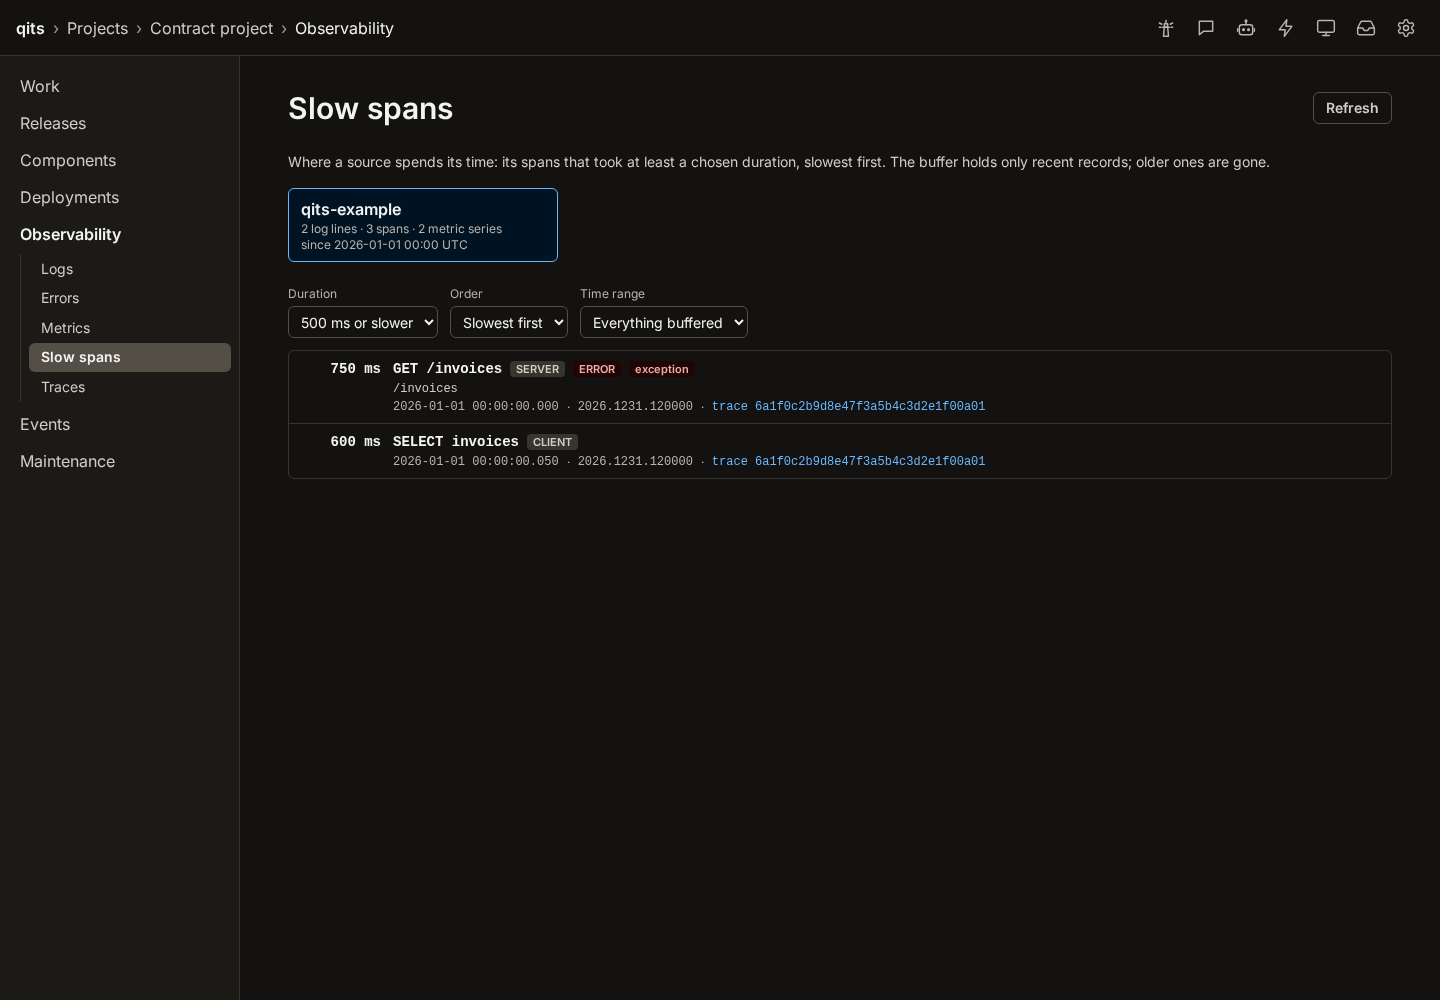 qits › Projects › Contract project › Observability
Work
Releases
Components
Deployments
Observability
Logs
Errors
Metrics
Slow spans
Traces
Events
Maintenance
Slow spans
Refresh
Where a source spends its time: its spans that took at least a chosen duration, slowest first. The buffer holds only recent records; older ones are gone.
qits-example
2 log lines · 3 spans · 2 metric series
since 2026-01-01 00:00 UTC
Duration Order Time range
500 ms or slower Slowest first Everything buffered
750 ms GET /invoices SERVER ERROR exception
/invoices
2026-01-01 00:00:00.000 · 2026.1231.120000 · trace 6a1f0c2b9d8e47f3a5b4c3d2e1f00a01
600 ms SELECT invoices CLIENT
2026-01-01 00:00:00.050 · 2026.1231.120000 · trace 6a1f0c2b9d8e47f3a5b4c3d2e1f00a01